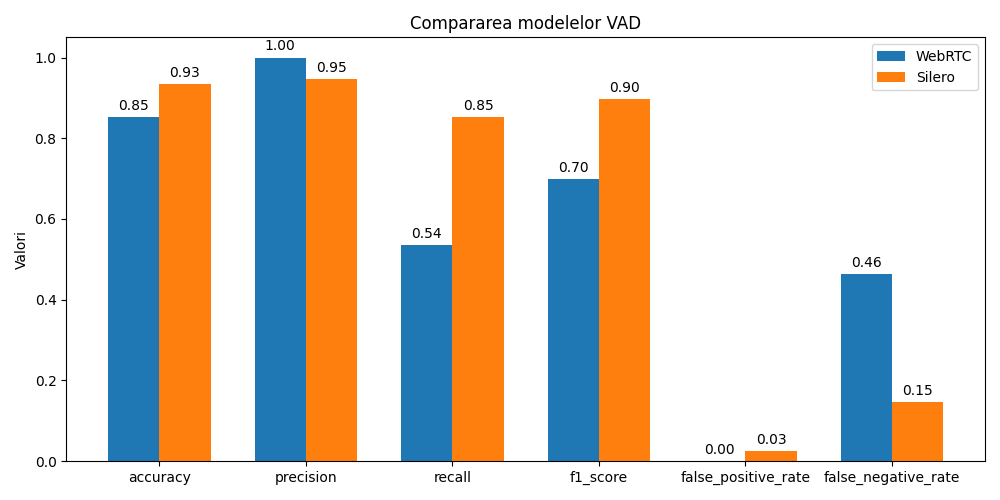 Compararea modelelor VAD
Valori
1.0
0.8
0.6
0.4
0.2
0.0
0.85
0.93
1.00
0.95
0.54
0.85
0.70
0.90
0.00
0.03
0.46
0.15
WebRTC
Silero
accuracy
precision
recall
f1_score
false_positive_rate
false_negative_rate